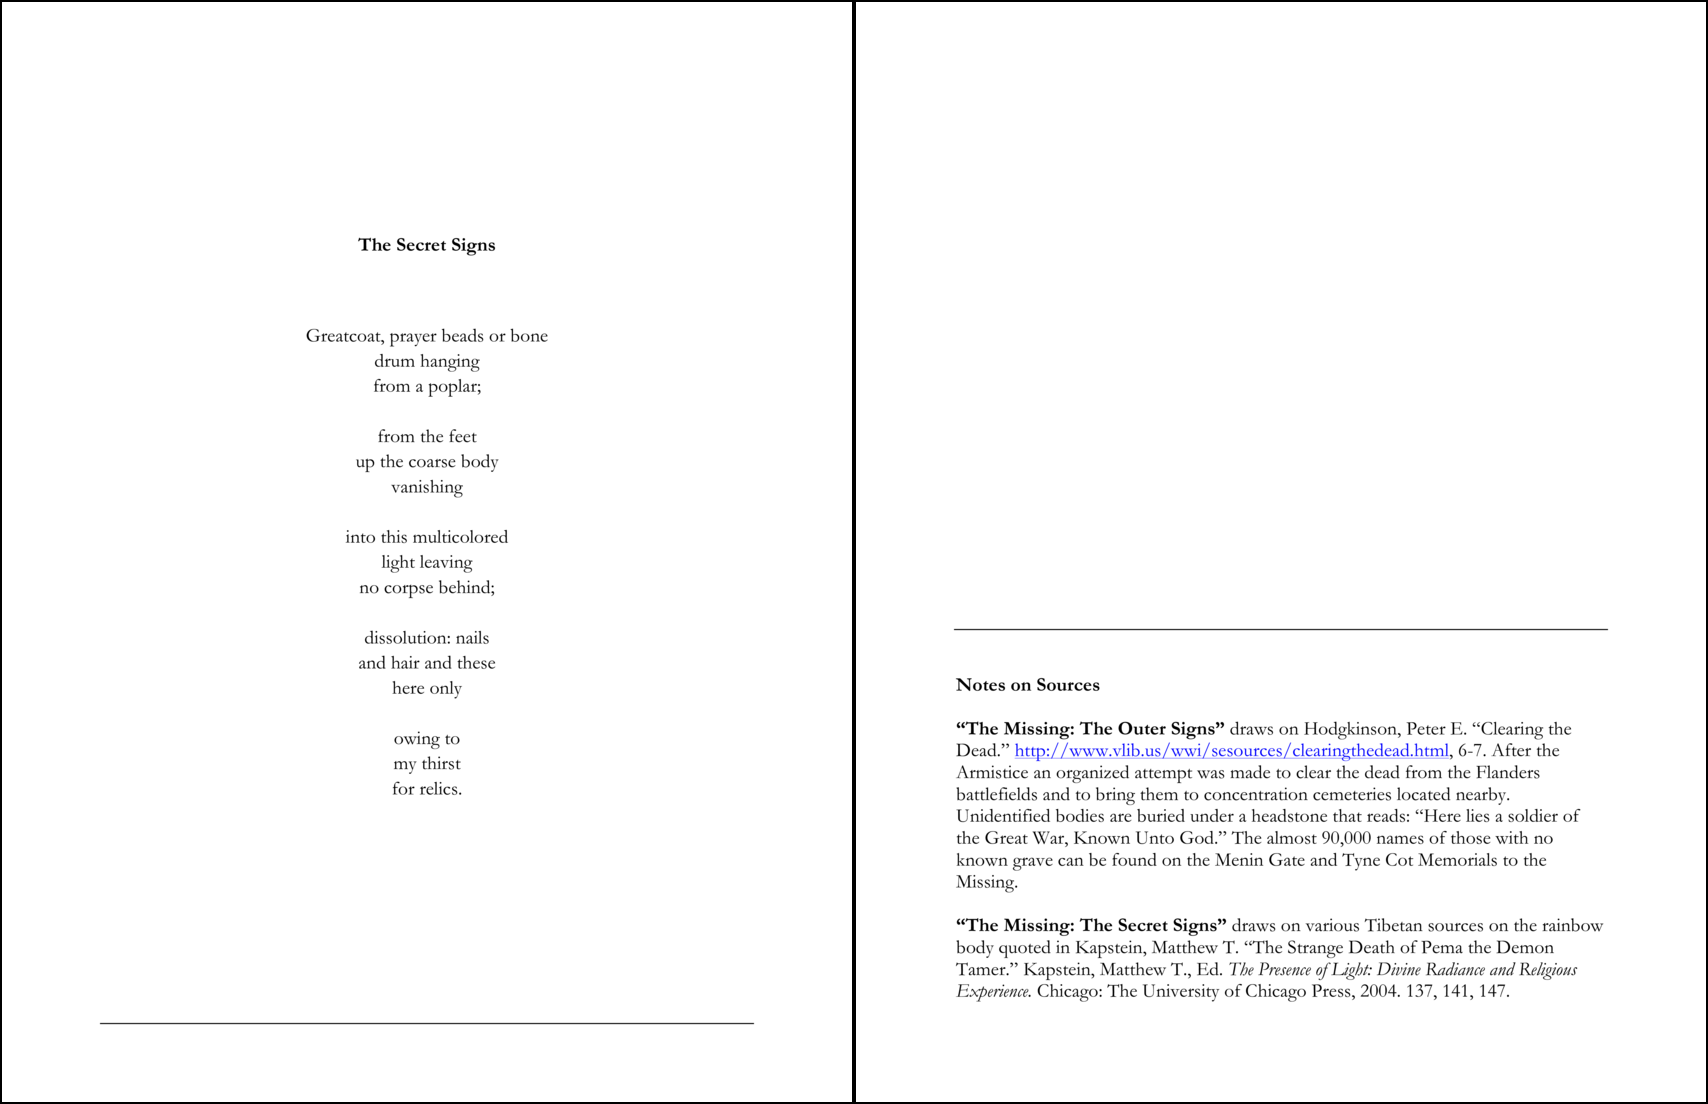 The Secret Signs
Greatcoat, prayer beads or bone
drum hanging
from a poplar;
from the feet
up the coarse body
vanishing
into this multicolored
light leaving
no corpse behind;
dissolution: nails
and hair and these
here only
owing to
my thirst
for relics.
Notes on Sources
“The Missing: The Outer Signs” draws on Hodgkinson, Peter E. “Clearing the
Dead.” http://www.vlib.us/wwi/sesources/clearingthedead.html, 6-7. After the
Armistice an organized attempt was made to clear the dead from the Flanders
battlefields and to bring them to concentration cemeteries located nearby.
Unidentified bodies are buried under a headstone that reads: “Here lies a soldier of
the Great War, Known Unto God.” The almost 90,000 names of those with no
known grave can be found on the Menin Gate and Tyne Cot Memorials to the
Missing.
“The Missing: The Secret Signs” draws on various Tibetan sources on the rainbow
body quoted in Kapstein, Matthew T. “The Strange Death of Pema the Demon
Tamer.” Kapstein, Matthew T., Ed. The Presence of Light: Divine Radiance and Religious
Experience. Chicago: The University of Chicago Press, 2004. 137, 141, 147.